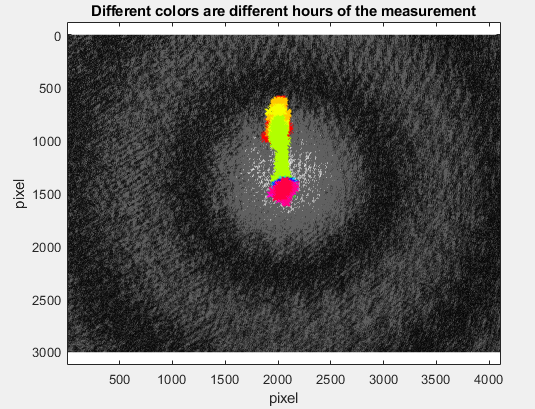 Different colors are different hours of the measurement
0
500
1000
1500
2000
2500
3000
pixel
500 1000 1500 2000 2500 3000 3500 4000
pixel